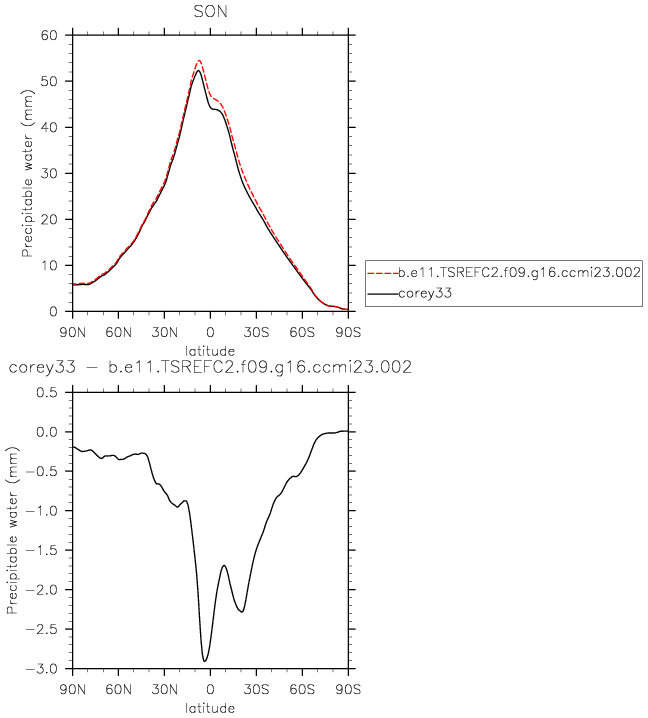 SON
60
50
40
30
20
10
0
Precipitable water (mm)
90N 60N 30N 0 30S 60S 90S
latitude
b.e11.TSREFC2.f09.g16.ccmi23.002
corey33
corey33 − b.e11.TSREFC2.f09.g16.ccmi23.002
0.5
0.0
−0.5
−1.0
−1.5
−2.0
−2.5
−3.0
Precipitable water (mm)
90N 60N 30N 0 30S 60S 90S
latitude